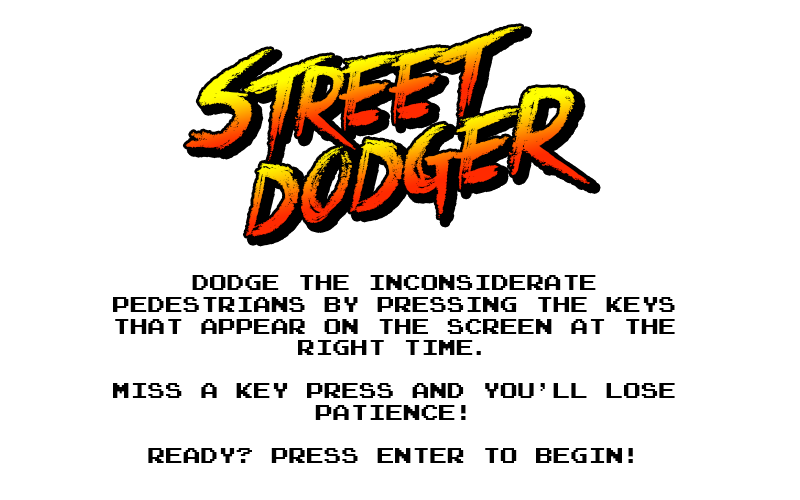 STREET
DODGER
DODGE THE INCONSIDERATE
PEDESTRIANS BY PRESSING THE KEYS
THAT APPEAR ON THE SCREEN AT THE
RIGHT TIME.
MISS A KEY PRESS AND YOU'LL LOSE
PATIENCE!
READY? PRESS ENTER TO BEGIN!